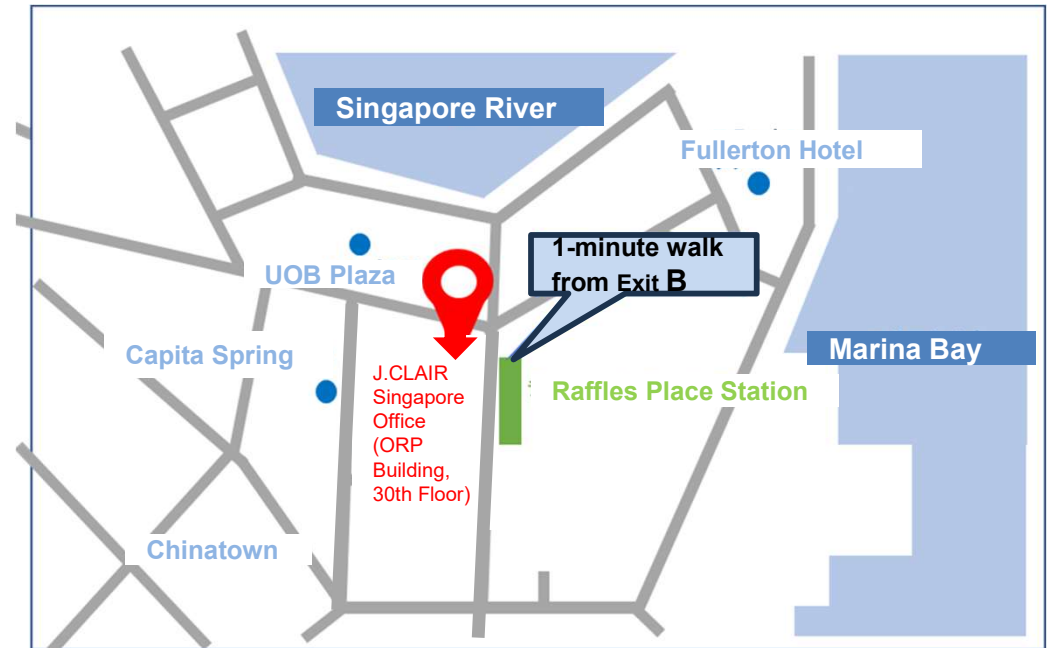 Singapore River
Fullerton Hotel
1-minute walk
from Exit B
UOB Plaza
Capita Spring
Marina Bay
J.CLAIR
Singapore
Office
(ORP
Building,
30th Floor)
Raffles Place Station
Chinatown